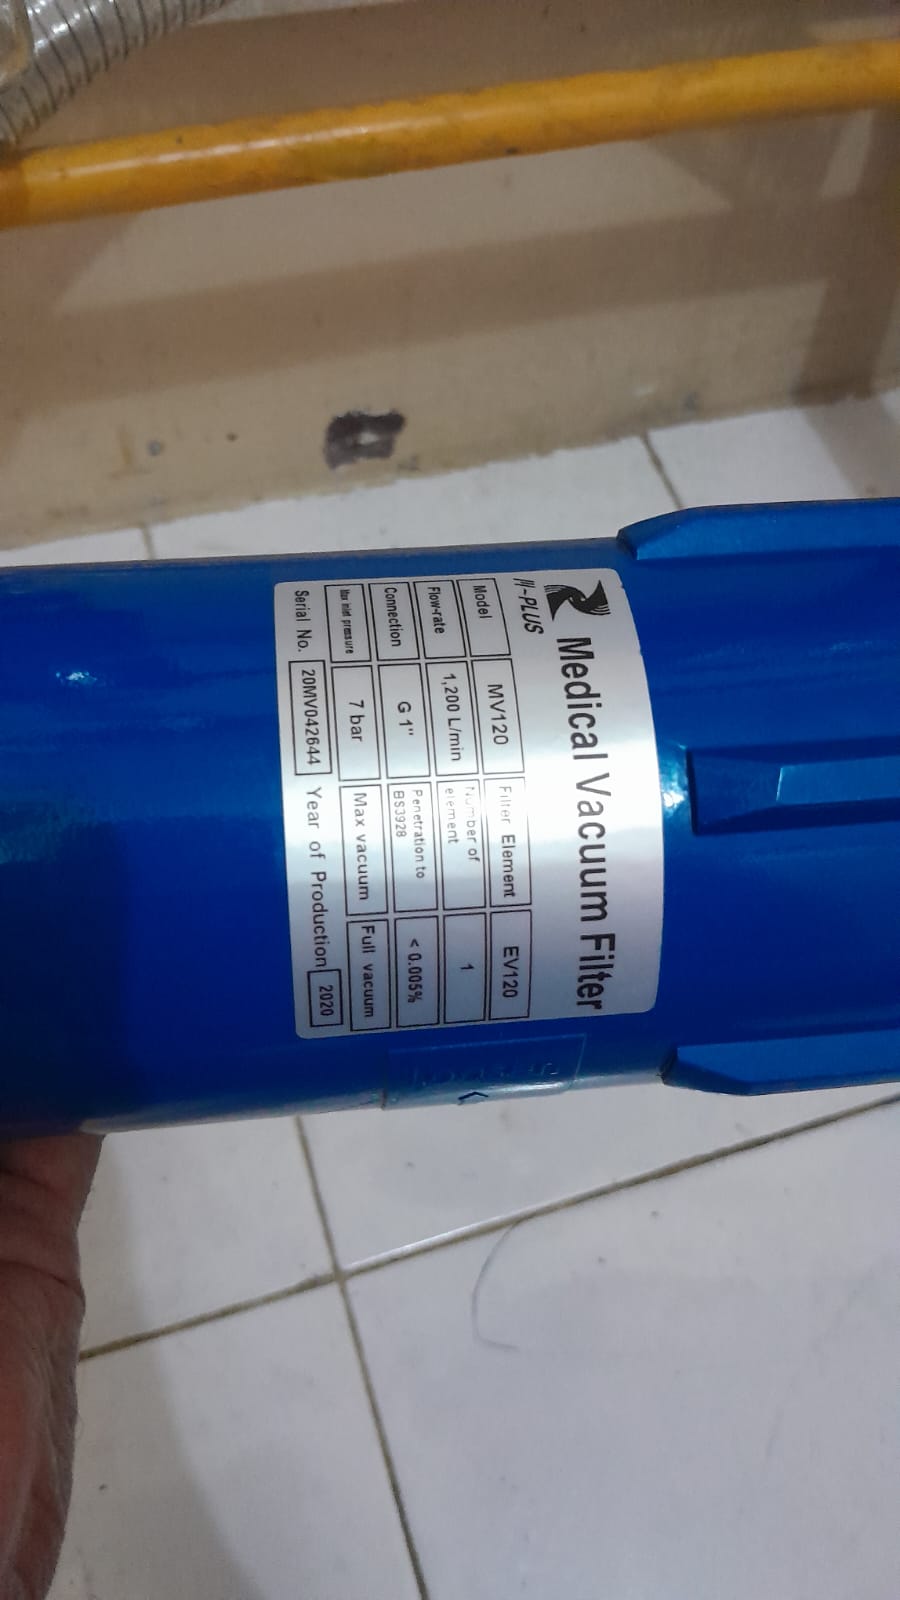 Medical Vacuum Filter
M-PLUS
Model MV120 Filter Element EV120
Flow-rate 1,200 L/min Number of element 1
Connection G 1" Penetration to BS3928 < 0.005%
Max inlet pressure 7 bar Max vacuum Full vacuum
Serial No. 20MV042644 Year of Production 2020